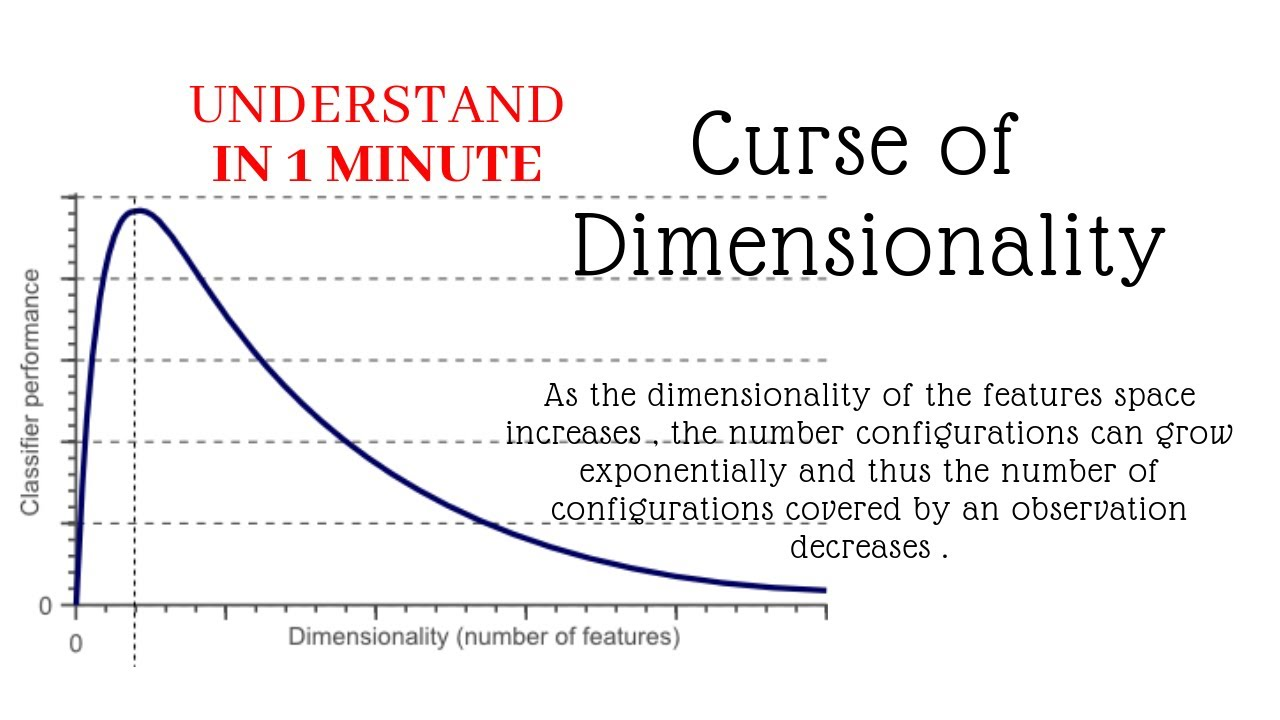 UNDERSTAND
IN 1 MINUTE
Curse of
Dimensionality
As the dimensionality of the features space
increases , the number configurations can grow
exponentially and thus the number of
configurations covered by an observation
decreases .
Classifier performance
0
0
Dimensionality (number of features)